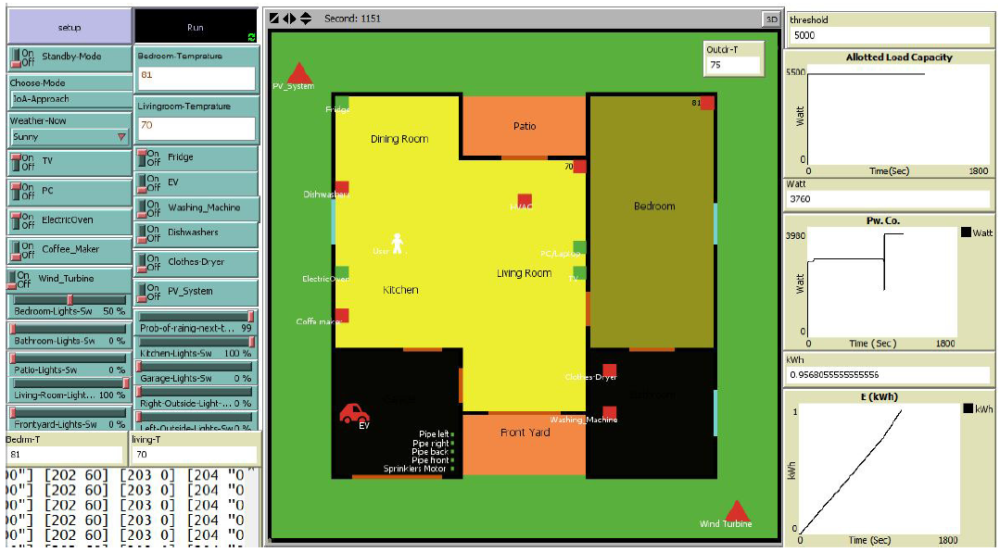 setup
Run
On
Off
Standby-Mode
Choose-Mode
IoA-Approach
Weather-Now
Sunny
On
Off
TV
On
Off
PC
On
Off
ElectricOven
On
Off
Coffee_Maker
On
Off
Wind_Turbine
Bedroom-Lights-Sw 50 %
Bathroom-Lights-Sw 0 %
Patio-Lights-Sw 0 %
Living-Room-Light... 100 %
Frontyard-Lights-Sw 0 %
Bedroom-Temprature
81
Livingroom-Temprature
70
On
Off
Fridge
On
Off
EV
On
Off
Washing_Machine
On
Off
Dishwashers
On
Off
Clothes-Dryer
On
Off
PV_System
Prob-of-rainig-next-t... 99
Kitchen-Lights-Sw 100 %
Garage-Lights-Sw 0 %
Right-Outside-Light-... 0 %
Left-Outside-Lights-Sw 0 %
Bedrm-T
81
living-T
70
00"] [202 60] [203 0] [204 "0
00"] [202 60] [203 0] [204 "0
00"] [202 60] [203 0] [204 "0
00"] [202 60] [203 0] [204 "0
00"] [202 60] [203 0] [204 "0
Second: 1151
3D
Outdr-T
75
PV_System
Fridge
Dining Room
Patio
81
70
Dishwashers
HVAC
Bedroom
User
PC/Laptop
ElectricOven
Living Room
TV
Kitchen
Coffe maker
Clothes-Dryer
EV
Washing_Machine
Pipe left
Pipe right
Pipe back
Pipe front
Sprinklers Motor
Front Yard
Wind Turbine
threshold
5000
Allotted Load Capacity
5500
Watt
0
0
Time(Sec)
1800
Watt
3760
Pw. Co.
3980
Watt
Watt
0
0
Time (Sec)
1800
kWh
0.9568055555555556
E (kWh)
1
kWh
kWh
0
0
Time (Sec)
1800